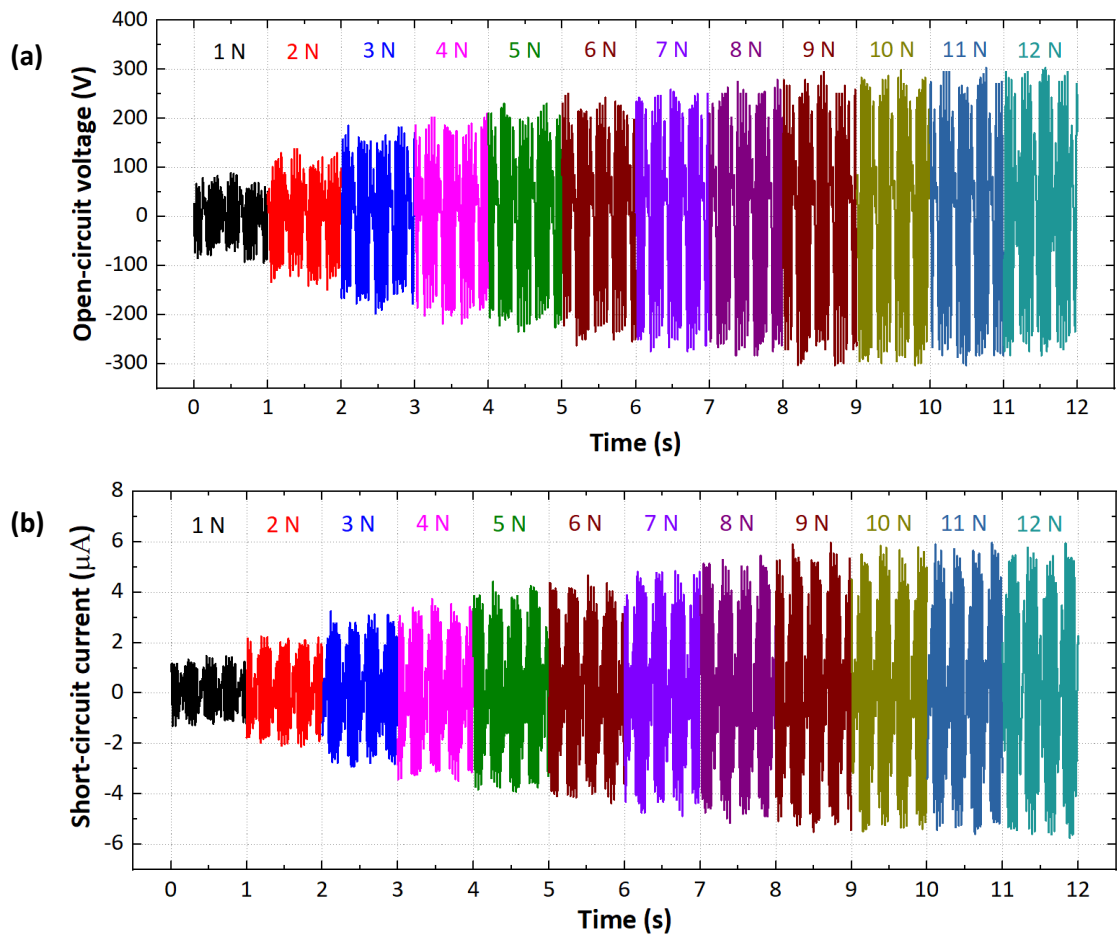 (a)
Open-circuit voltage (V)
400
300
200
100
0
-100
-200
-300
1 N 2 N 3 N 4 N 5 N 6 N 7 N 8 N 9 N 10 N 11 N 12 N
0 1 2 3 4 5 6 7 8 9 10 11 12
Time (s)
(b)
Short-circuit current (μA)
8
6
4
2
0
-2
-4
-6
1 N 2 N 3 N 4 N 5 N 6 N 7 N 8 N 9 N 10 N 11 N 12 N
0 1 2 3 4 5 6 7 8 9 10 11 12
Time (s)